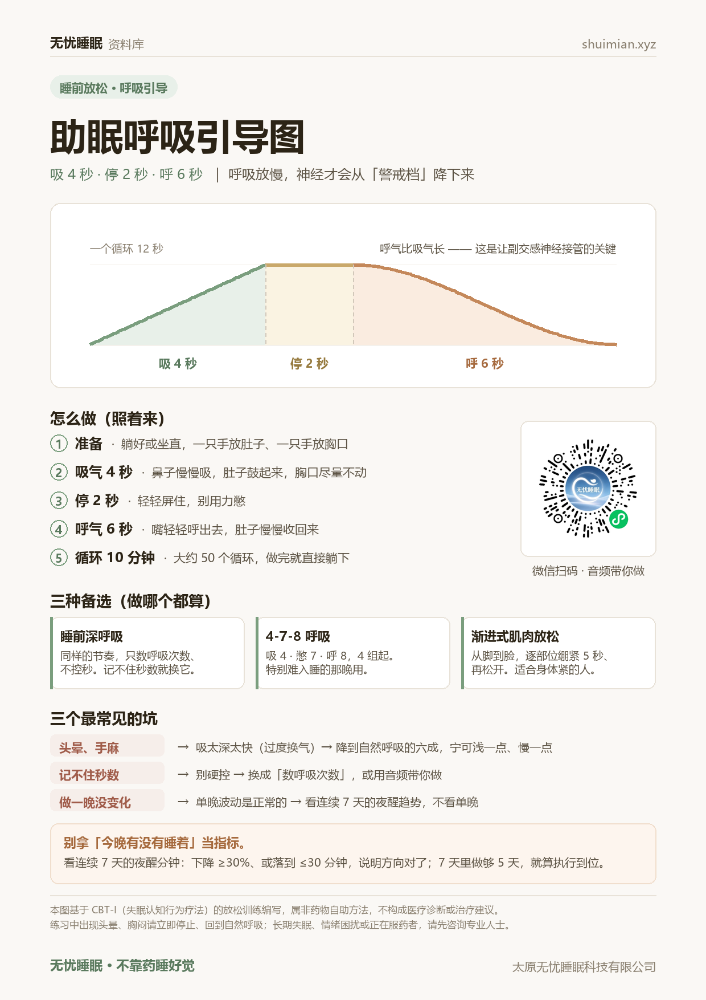 无忧睡眠 资料库
shuimian.xyz
睡前放松·呼吸引导
助眠呼吸引导图
吸 4 秒 · 停 2 秒 · 呼 6 秒 | 呼吸放慢，神经才会从「警戒档」降下来
一个循环 12 秒
呼气比吸气长 —— 这是让副交感神经接管的关键
吸 4 秒
停 2 秒
呼 6 秒
怎么做（照着来）
1 准备 · 躺好或坐直，一只手放肚子、一只手放胸口
2 吸气 4 秒 · 鼻子慢慢吸，肚子鼓起来，胸口尽量不动
3 停 2 秒 · 轻轻屏住，别用力憋
4 呼气 6 秒 · 嘴轻轻呼出去，肚子慢慢收回来
5 循环 10 分钟 · 大约 50 个循环，做完就直接躺下
无忧睡眠
微信扫码 · 音频带你做
三种备选（做哪个都算）
睡前深呼吸
同样的节奏，只数呼吸次数、
不控秒。记不住秒数就换它。
4-7-8 呼吸
吸 4 · 憋 7 · 呼 8，4 组起。
特别难入睡的那晚用。
渐进式肌肉放松
从脚到脸，逐部位绷紧 5 秒、
再松开。适合身体紧的人。
三个最常见的坑
头晕、手麻 → 吸太深太快（过度换气）→ 降到自然呼吸的六成，宁可浅一点、慢一点
记不住秒数 → 别硬控 → 换成「数呼吸次数」，或用音频带你做
做一晚没变化 → 单晚波动是正常的 → 看连续 7 天的夜醒趋势，不看单晚
别拿「今晚有没有睡着」当指标。
看连续 7 天的夜醒分钟：下降 ≥30%、或落到 ≤30 分钟，说明方向对了；7 天里做够 5 天，就算执行到位。
本图基于 CBT-I（失眠认知行为疗法）的放松训练编写，属非药物自助方法，不构成医疗诊断或治疗建议。
练习中出现头晕、胸闷请立即停止、回到自然呼吸；长期失眠、情绪困扰或正在服药者，请先咨询专业人士。
无忧睡眠·不靠药睡好觉
太原无忧睡眠科技有限公司